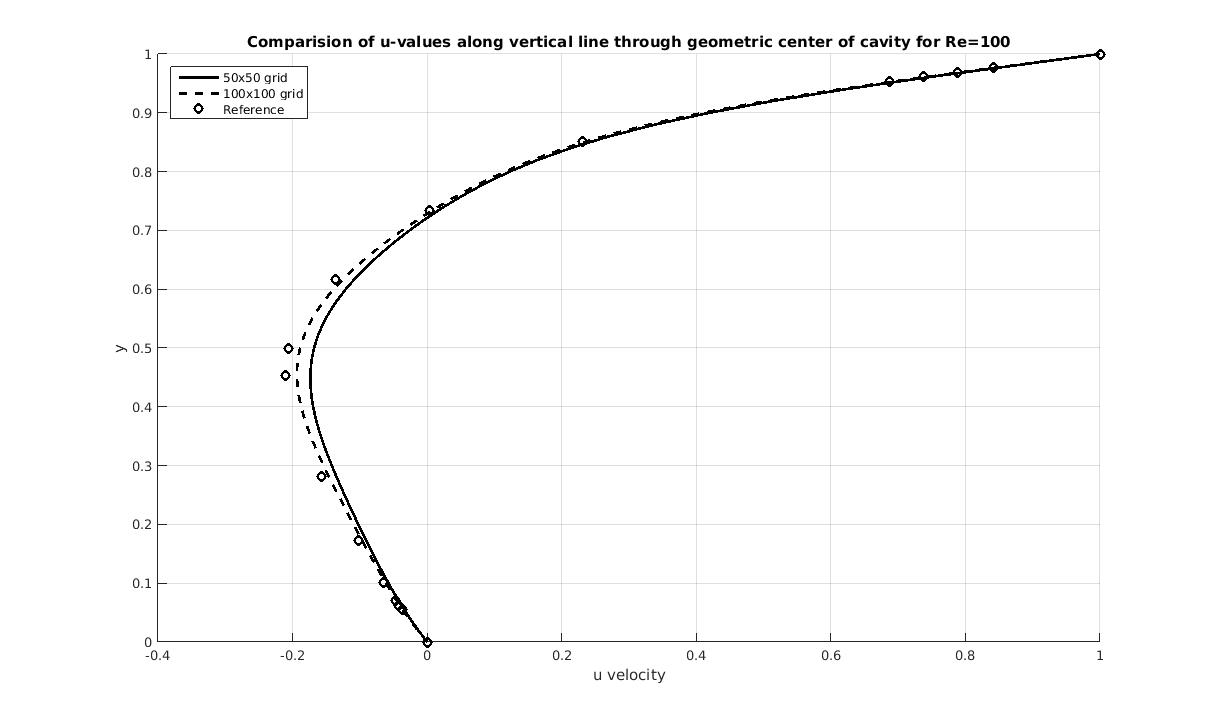 Comparision of u-values along vertical line through geometric center of cavity for Re=100
50x50 grid
100x100 grid
Reference
1
0.9
0.8
0.7
0.6
0.5
0.4
0.3
0.2
0.1
0
y
-0.4 -0.2 0 0.2 0.4 0.6 0.8 1
u velocity